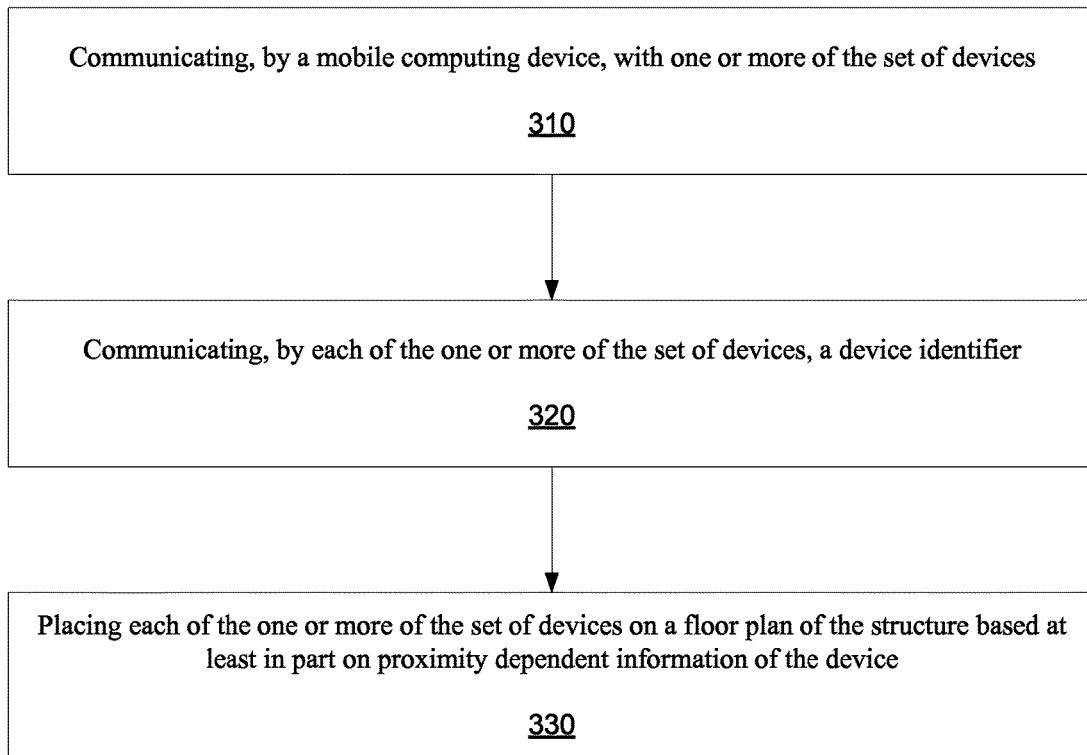 Communicating, by a mobile computing device, with one or more of the set of devices
310
Communicating, by each of the one or more of the set of devices, a device identifier
320
Placing each of the one or more of the set of devices on a floor plan of the structure based at
least in part on proximity dependent information of the device
330